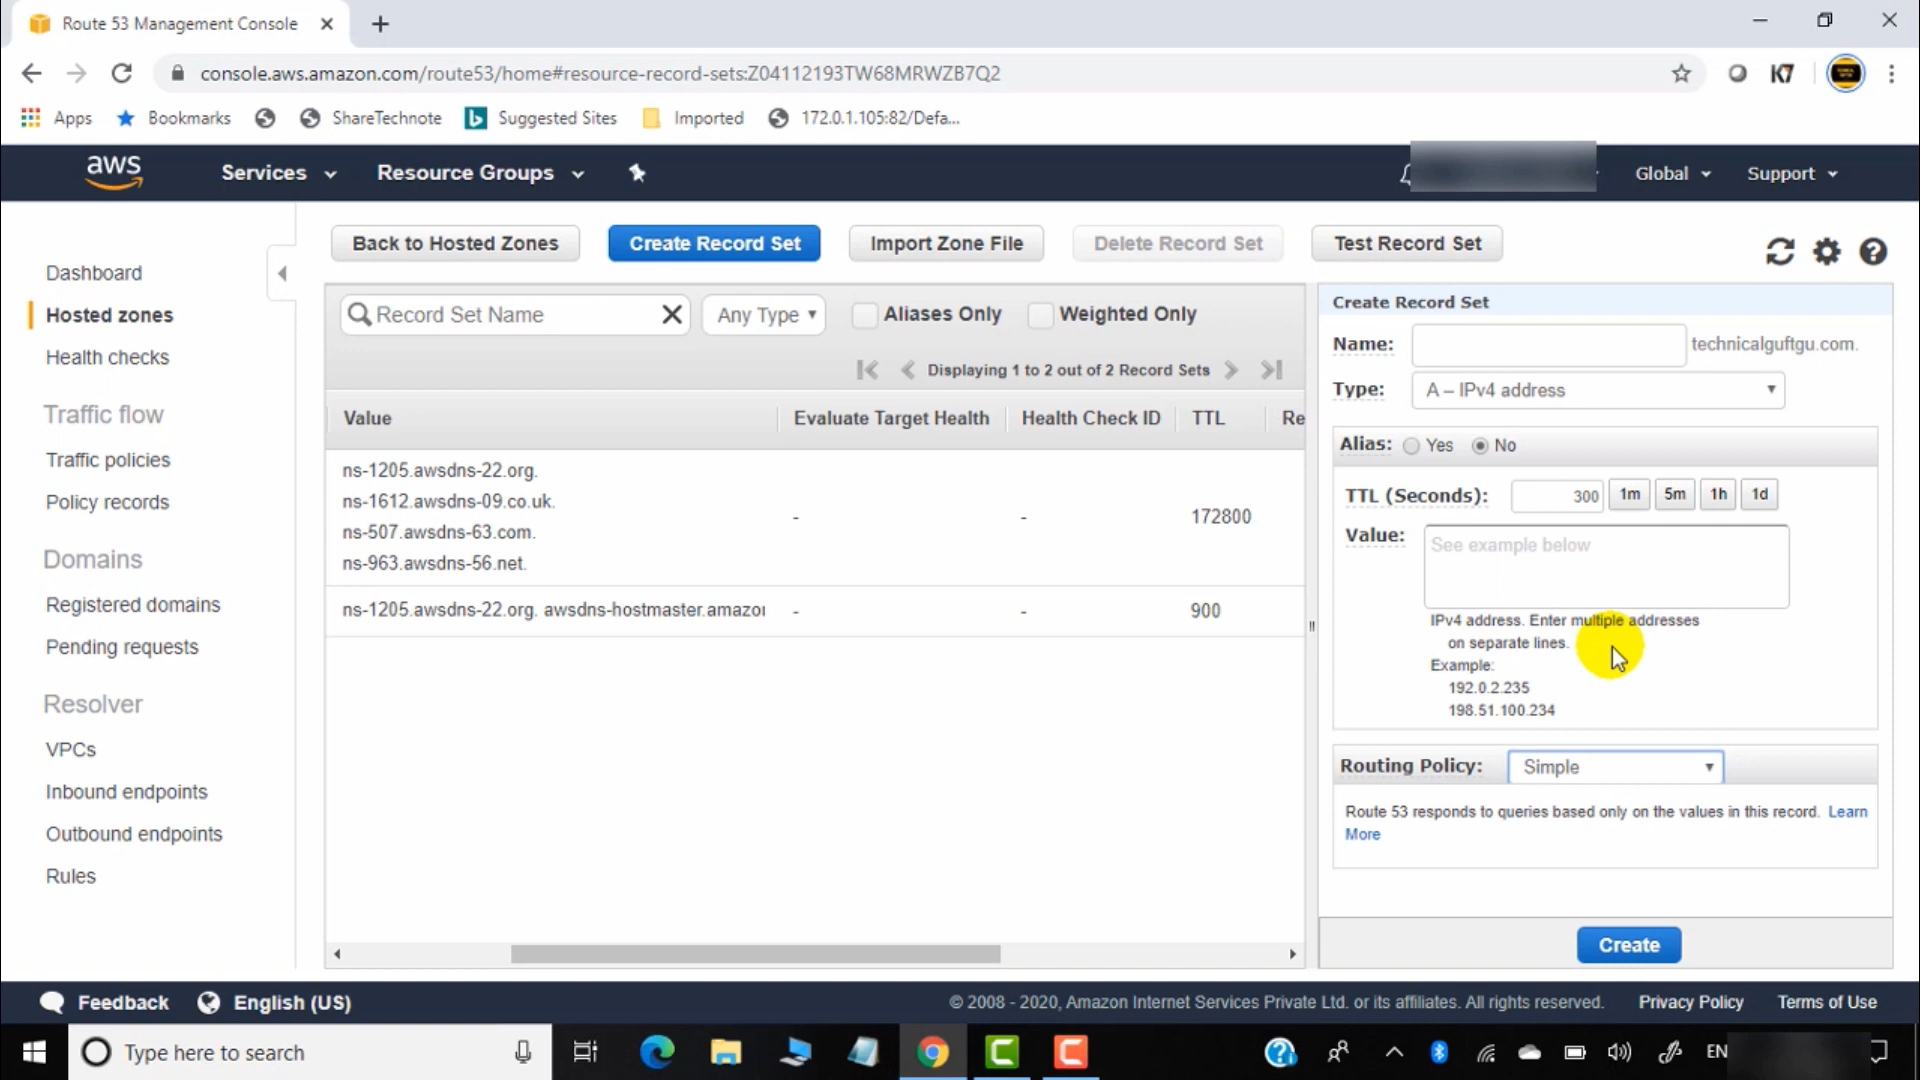 Route 53 Management Console
console.aws.amazon.com/route53/home#resource-record-sets:Z04112193TW68MRWZB7Q2
K7
Apps
Bookmarks
ShareTechnote
Suggested Sites
Imported
172.0.1.105:82/Defa...
aws
Services
Resource Groups
Global
Support
Dashboard
Hosted zones
Health checks
Traffic flow
Traffic policies
Policy records
Domains
Registered domains
Pending requests
Resolver
VPCs
Inbound endpoints
Outbound endpoints
Rules
Back to Hosted Zones
Create Record Set
Import Zone File
Delete Record Set
Test Record Set
Record Set Name
Any Type
Aliases Only
Weighted Only
Displaying 1 to 2 out of 2 Record Sets
Value Evaluate Target Health Health Check ID TTL Re
ns-1205.awsdns-22.org.
ns-1612.awsdns-09.co.uk.
ns-507.awsdns-63.com.
ns-963.awsdns-56.net.
- - 172800
ns-1205.awsdns-22.org. awsdns-hostmaster.amazon - - 900
Create Record Set
Name: technicalguftgu.com.
Type: A – IPv4 address
Alias: Yes No
TTL (Seconds): 300 1m 5m 1h 1d
Value: See example below
IPv4 address. Enter multiple addresses
on separate lines.
Example:
192.0.2.235
198.51.100.234
Routing Policy: Simple
Route 53 responds to queries based only on the values in this record. Learn
More
Create
Feedback
English (US)
© 2008 - 2020, Amazon Internet Services Private Ltd. or its affiliates. All rights reserved.
Privacy Policy
Terms of Use
Type here to search
EN